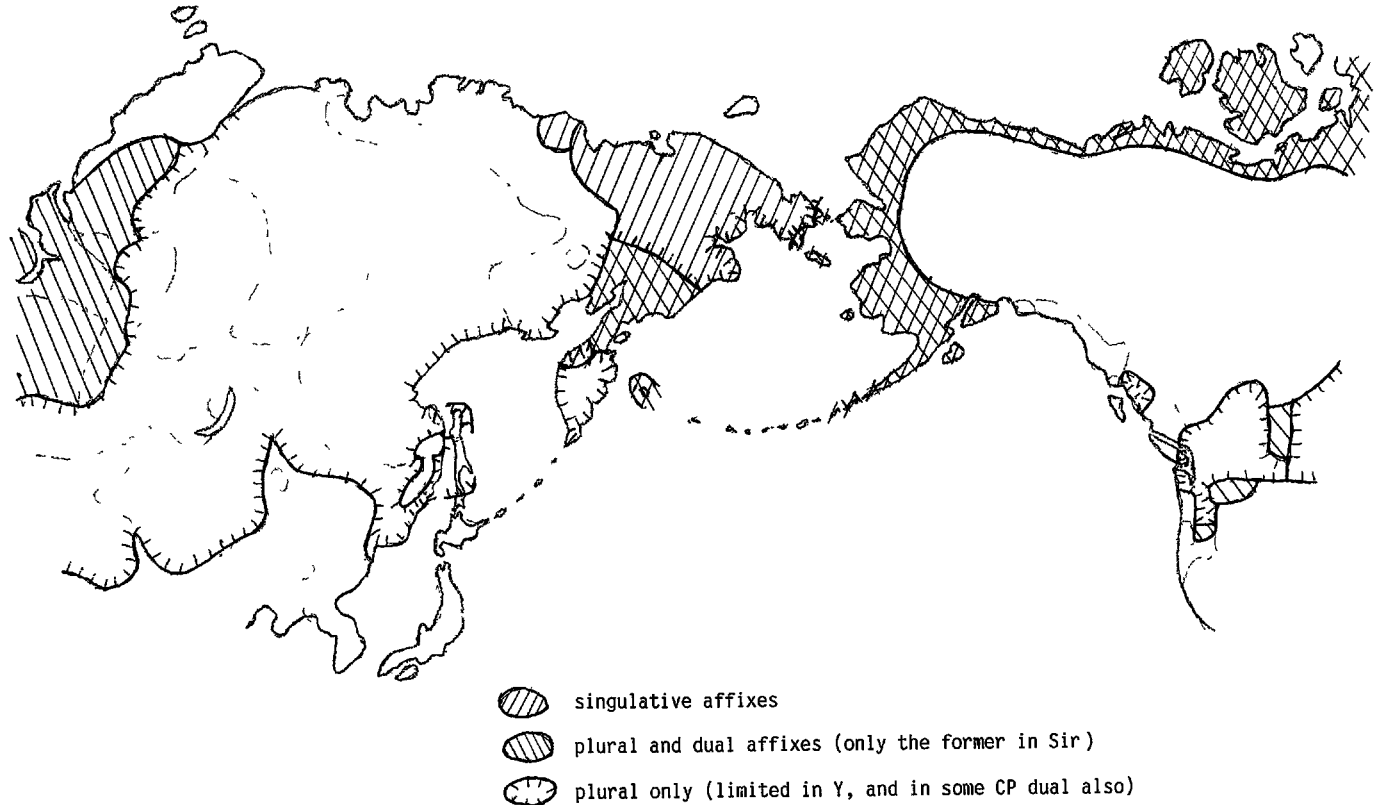 singulative affixes
plural and dual affixes (only the former in Sir)
plural only (limited in Y, and in some CP dual also)